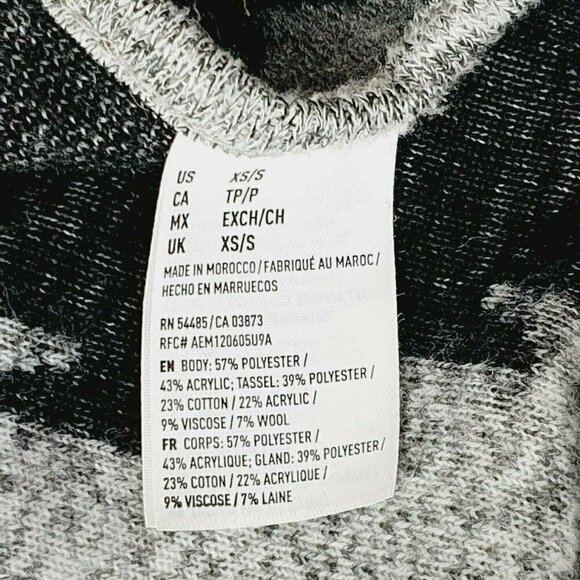 US XS/S
CA TP/P
MX EXCH/CH
UK XS/S
MADE IN MOROCCO / FABRIQUÉ AU MAROC /
HECHO EN MARRUECOS
RN 54485 / CA 03873
RFC# AEM120605U9A
EN BODY: 57% POLYESTER /
43% ACRYLIC; TASSEL: 39% POLYESTER /
23% COTTON / 22% ACRYLIC /
9% VISCOSE / 7% WOOL
FR CORPS: 57% POLYESTER /
43% ACRYLIQUE; GLAND: 39% POLYESTER /
23% COTON / 22% ACRYLIQUE /
9% VISCOSE / 7% LAINE